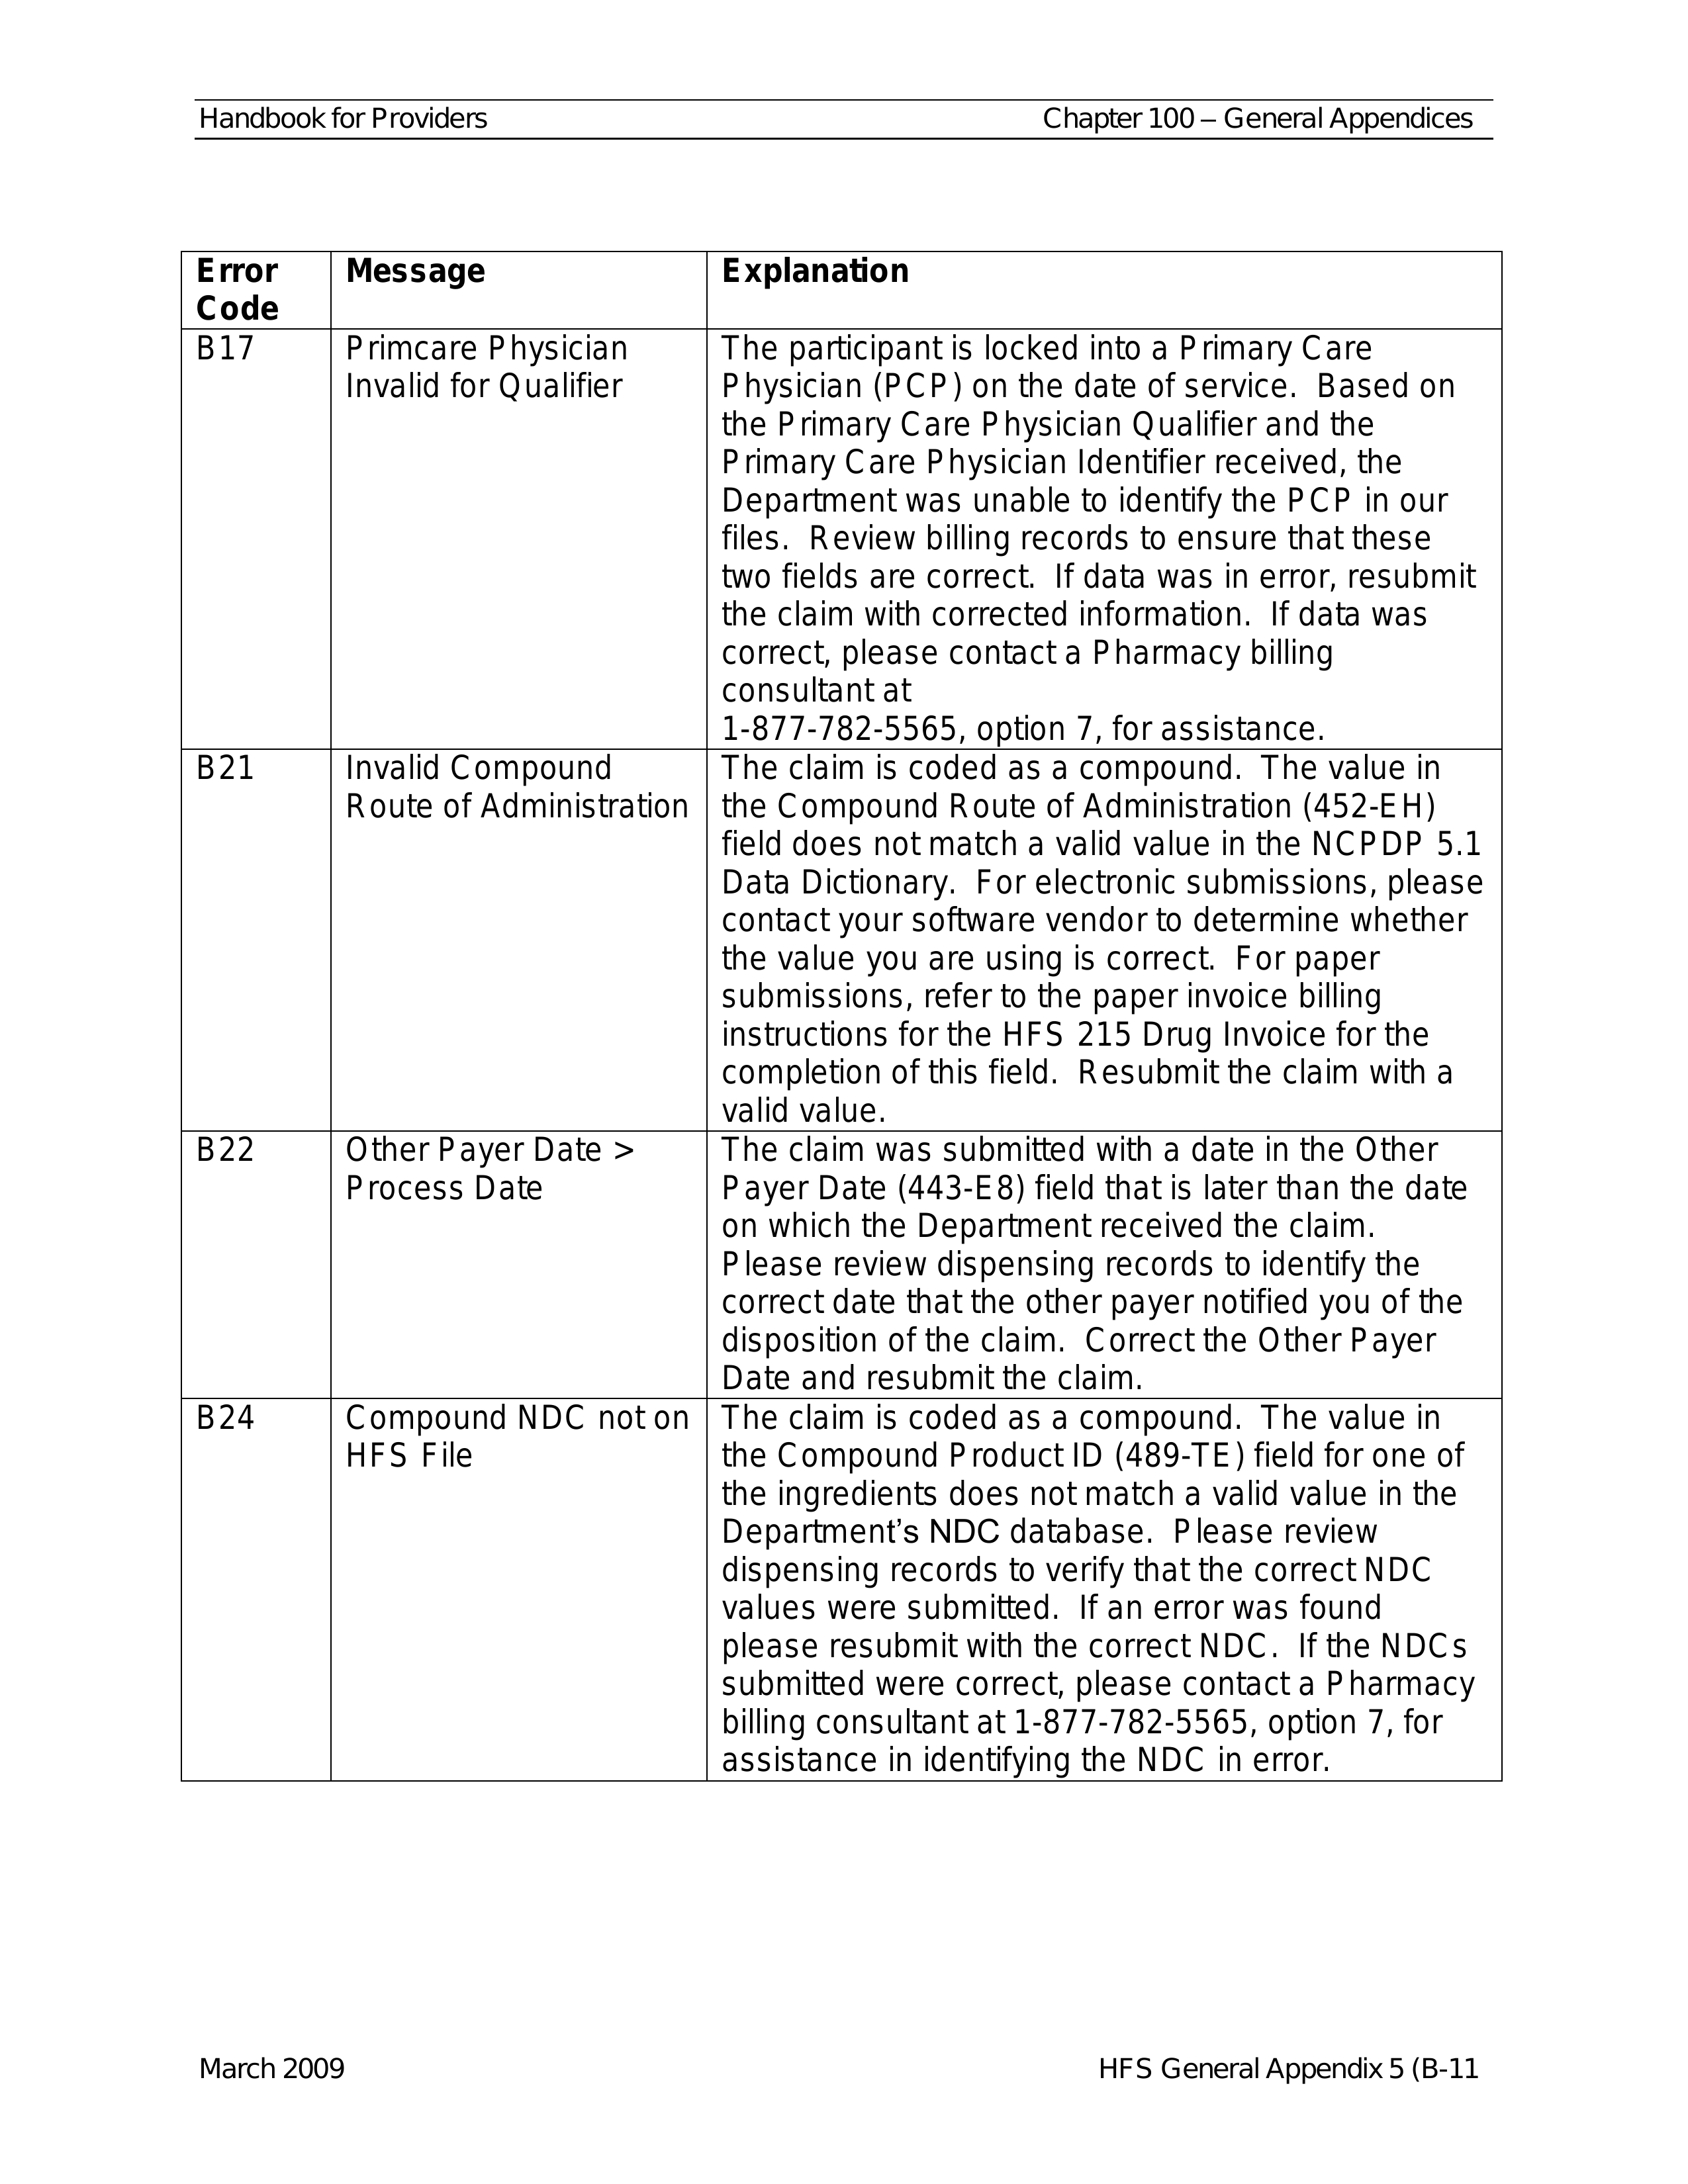 Handbook for Providers Chapter 100 – General Appendices
Error Code
Message
Explanation
B17
Primcare Physician
Invalid for Qualifier
The participant is locked into a Primary Care
Physician (PCP) on the date of service.  Based on
the Primary Care Physician Qualifier and the
Primary Care Physician Identifier received, the
Department was unable to identify the PCP in our
files.  Review billing records to ensure that these
two fields are correct.  If data was in error, resubmit
the claim with corrected information.  If data was
correct, please contact a Pharmacy billing
consultant at
1-877-782-5565, option 7, for assistance.
B21
Invalid Compound
Route of Administration
The claim is coded as a compound.  The value in
the Compound Route of Administration (452-EH)
field does not match a valid value in the NCPDP 5.1
Data Dictionary.  For electronic submissions, please
contact your software vendor to determine whether
the value you are using is correct.  For paper
submissions, refer to the paper invoice billing
instructions for the HFS 215 Drug Invoice for the
completion of this field.  Resubmit the claim with a
valid value.
B22
Other Payer Date >
Process Date
The claim was submitted with a date in the Other
Payer Date (443-E8) field that is later than the date
on which the Department received the claim.
Please review dispensing records to identify the
correct date that the other payer notified you of the
disposition of the claim.  Correct the Other Payer
Date and resubmit the claim.
B24
Compound NDC not on
HFS File
The claim is coded as a compound.  The value in
the Compound Product ID (489-TE) field for one of
the ingredients does not match a valid value in the
Department’s NDC database.  Please review
dispensing records to verify that the correct NDC
values were submitted.  If an error was found
please resubmit with the correct NDC.  If the NDCs
submitted were correct, please contact a Pharmacy
billing consultant at 1-877-782-5565, option 7, for
assistance in identifying the NDC in error.
March 2009 HFS General Appendix 5 (B-11